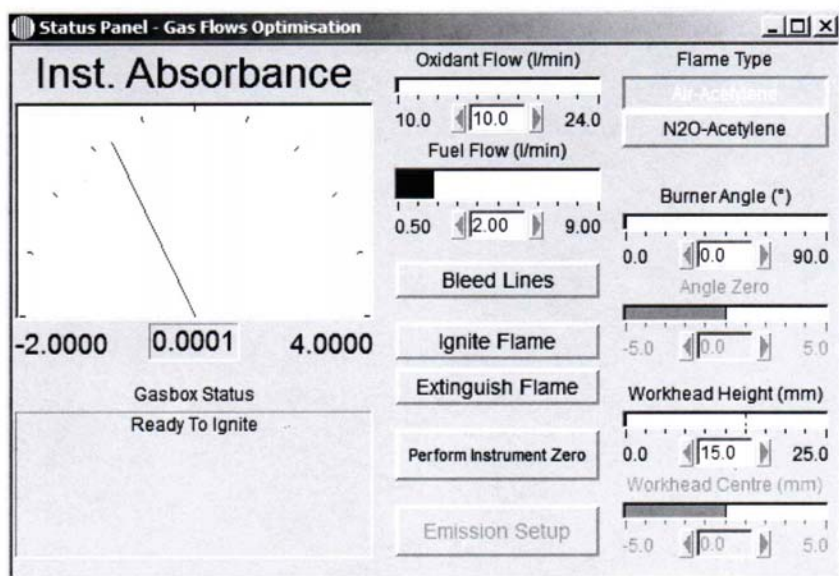 Status Panel - Gas Flows Optimisation
Inst. Absorbance
-2.0000 0.0001 4.0000
Gasbox Status
Ready To Ignite
Oxidant Flow (l/min)
10.0 10.0 24.0
Fuel Flow (l/min)
0.50 2.00 9.00
Bleed Lines
Ignite Flame
Extinguish Flame
Perform Instrument Zero
Emission Setup
Flame Type
Air-Acetylene
N2O-Acetylene
Burner Angle (°)
0.0 0.0 90.0
Angle Zero
-5.0 0.0 5.0
Workhead Height (mm)
0.0 15.0 25.0
Workhead Centre (mm)
-5.0 0.0 5.0